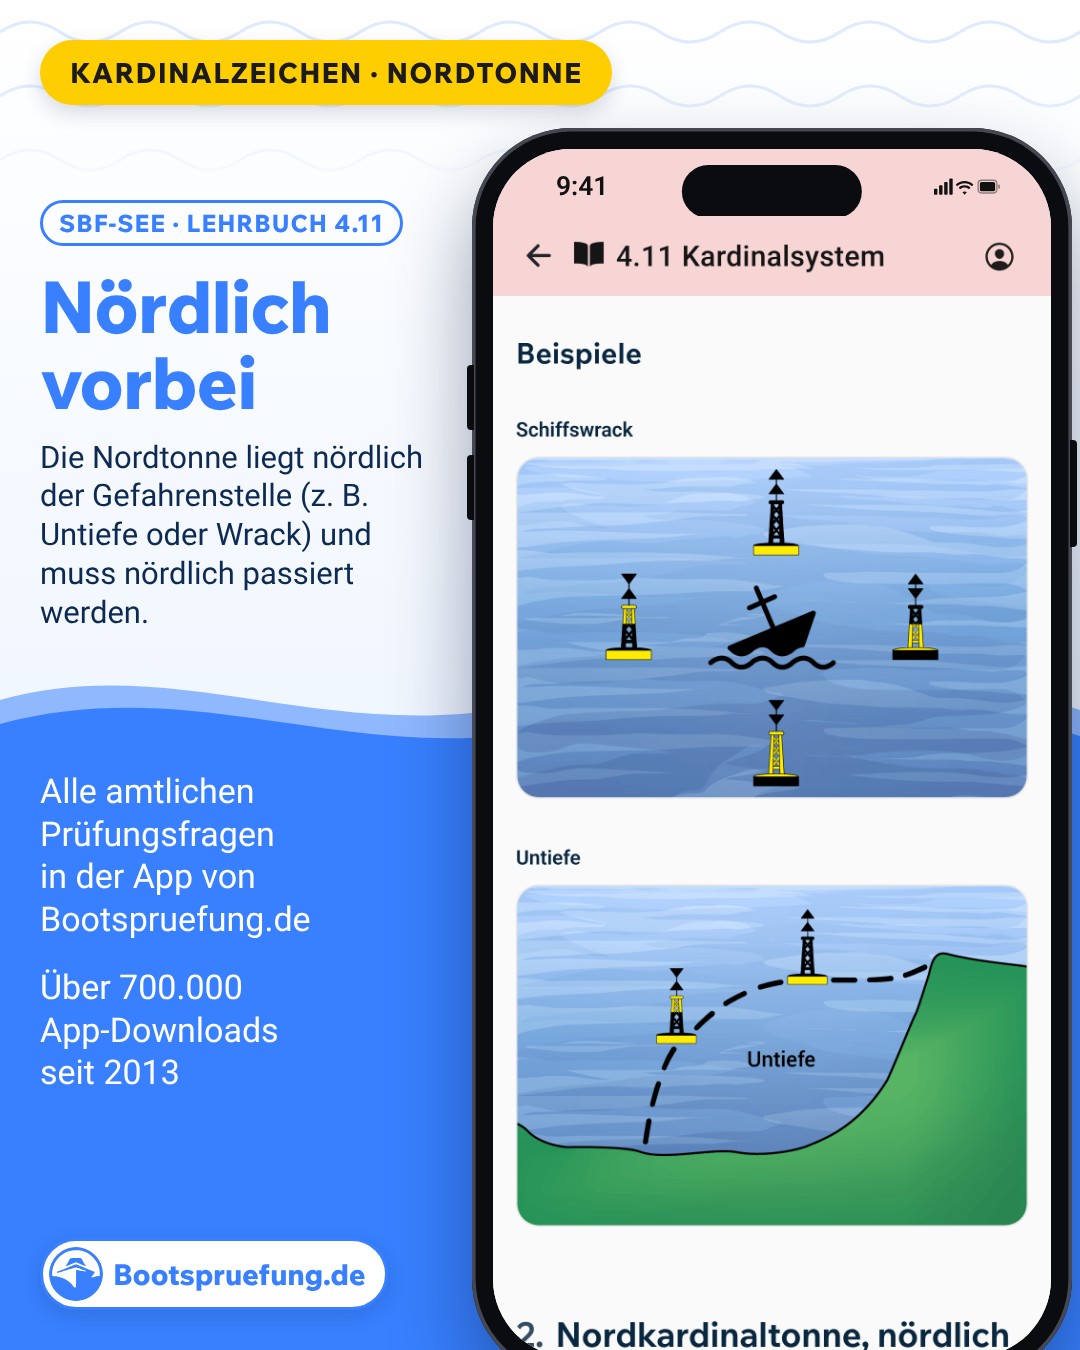 KARDINALZEICHEN · NORDTONNE
SBF-SEE · LEHRBUCH 4.11
Nördlich
vorbei
Die Nordtonne liegt nördlich
der Gefahrenstelle (z. B.
Untiefe oder Wrack) und
muss nördlich passiert
werden.
Alle amtlichen
Prüfungsfragen
in der App von
Bootspruefung.de
Über 700.000
App-Downloads
seit 2013
Bootspruefung.de
9:41
4.11 Kardinalsystem
Beispiele
Schiffswrack
Untiefe
Untiefe
2. Nordkardinaltonne, nördlich